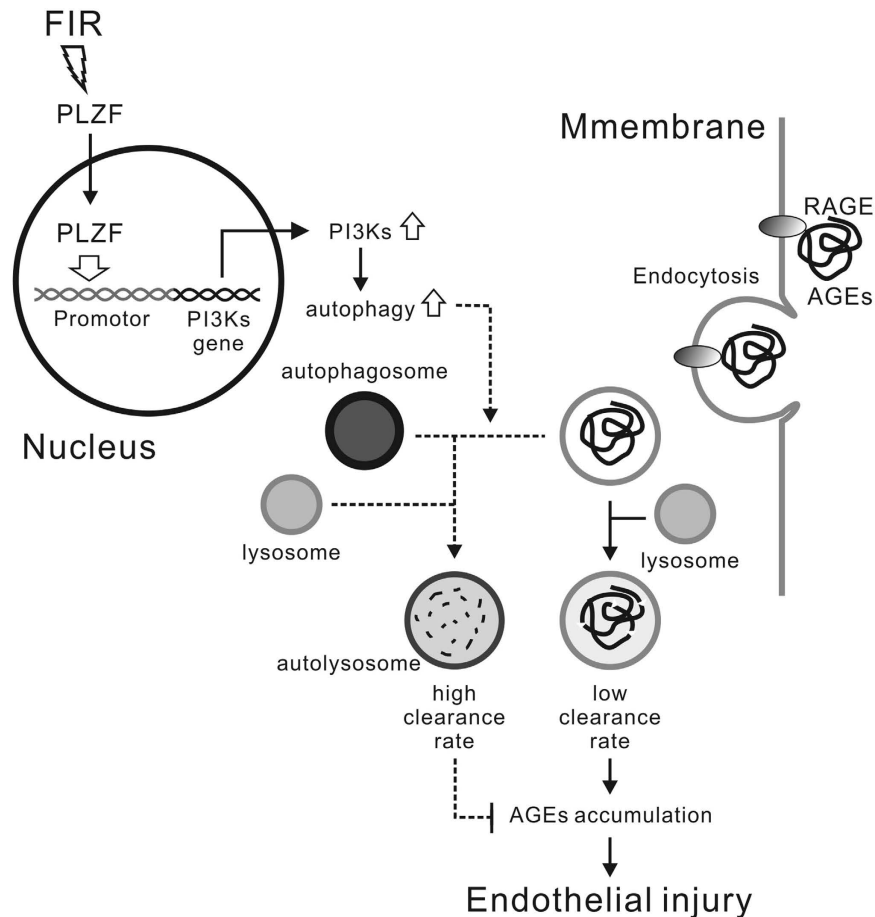 FIR
PLZF
Mmembrane
PLZF
PI3Ks
RAGE
AGEs
Endocytosis
Promotor
PI3Ks
gene
autophagy
autophagosome
Nucleus
lysosome
lysosome
autolysosome
high
clearance
rate
low
clearance
rate
AGEs accumulation
Endothelial injury